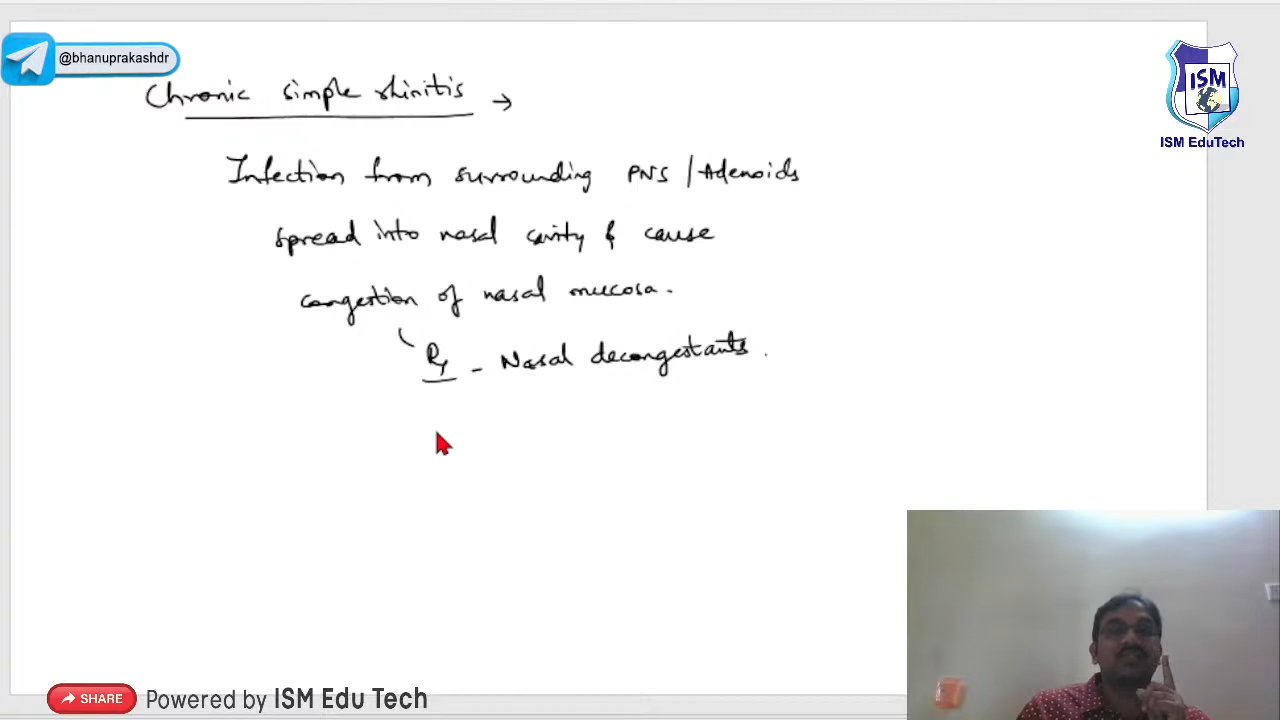 @bhanuprakashdr
Chronic simple rhinitis →
Infection from surrounding PNS / Adenoids
spread into nasal cavity & cause
congestion of nasal mucosa.
Rx - Nasal decongestants.
ISM
ISM EduTech
SHARE Powered by ISM Edu Tech